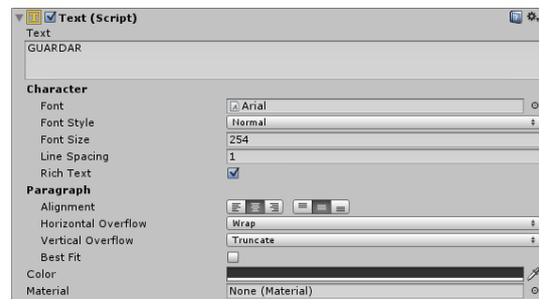 Text (Script)
Text
GUARDAR
Character
Font Arial
Font Style Normal
Font Size 254
Line Spacing 1
Rich Text
Paragraph
Alignment
Horizontal Overflow Wrap
Vertical Overflow Truncate
Best Fit
Color
Material None (Material)